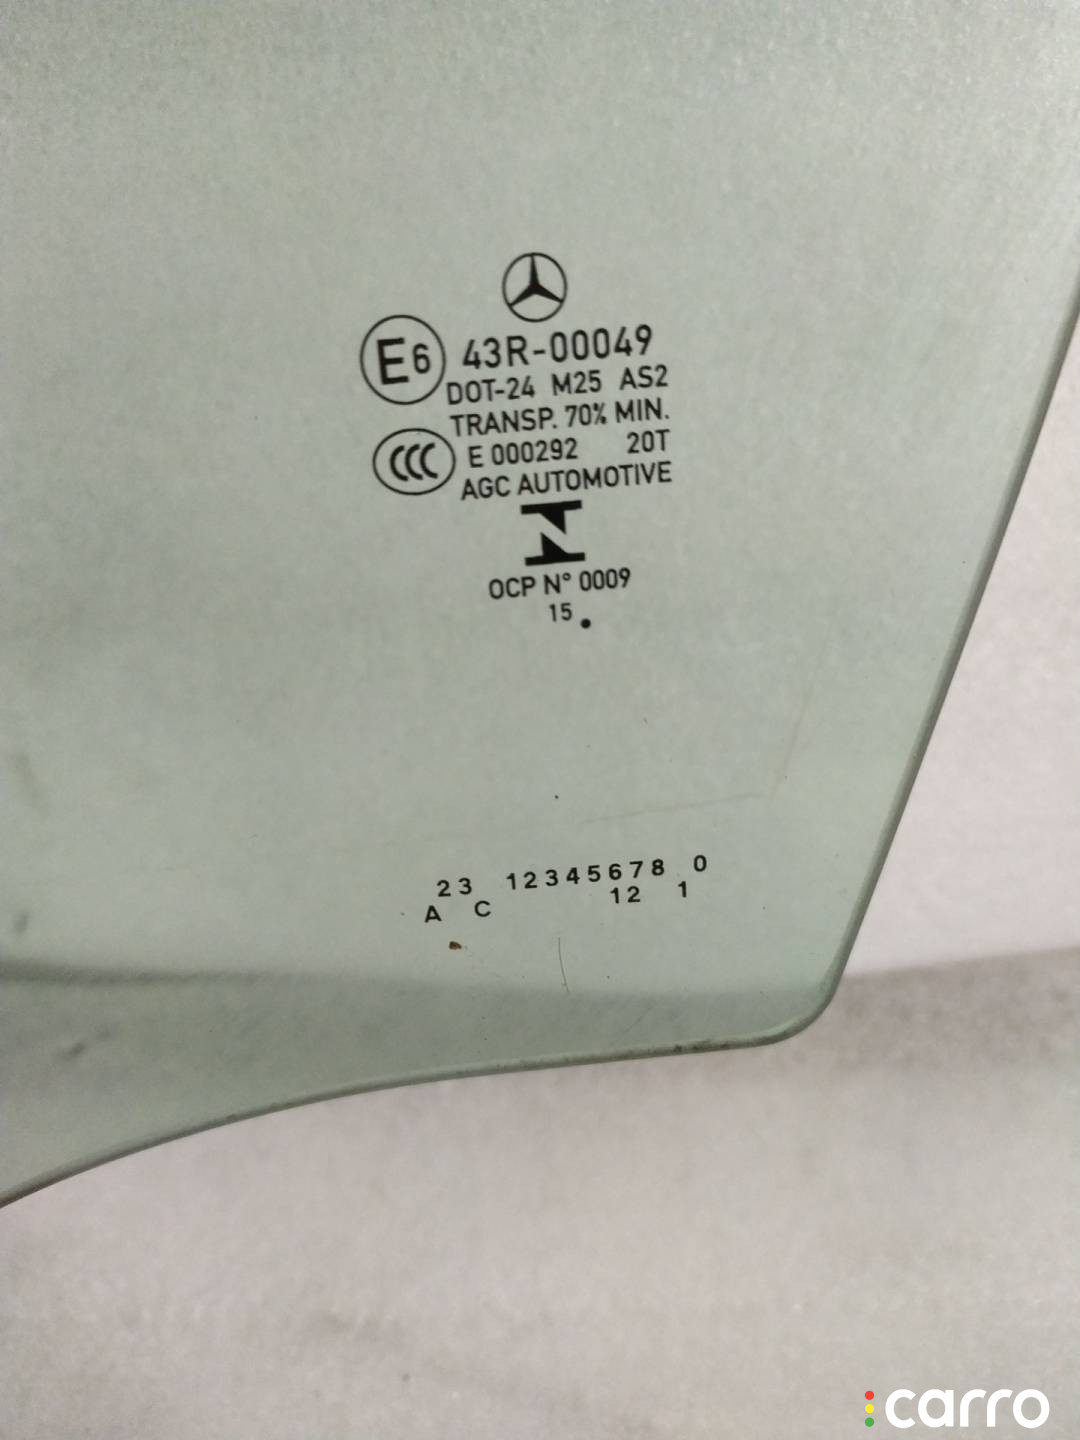 E6 43R-00049
DOT-24 M25 AS2
TRANSP. 70% MIN.
CCC E 000292 20T
AGC AUTOMOTIVE
OCP N° 0009
15 .
23 12345678 0
A C 12 1
carro